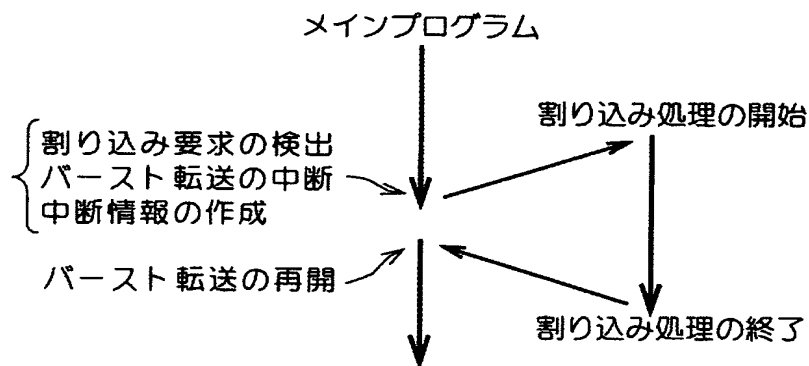 メインプログラム
割り込み処理の開始
割り込み要求の検出
バースト転送の中断
中断情報の作成
バースト転送の再開
割り込み処理の終了